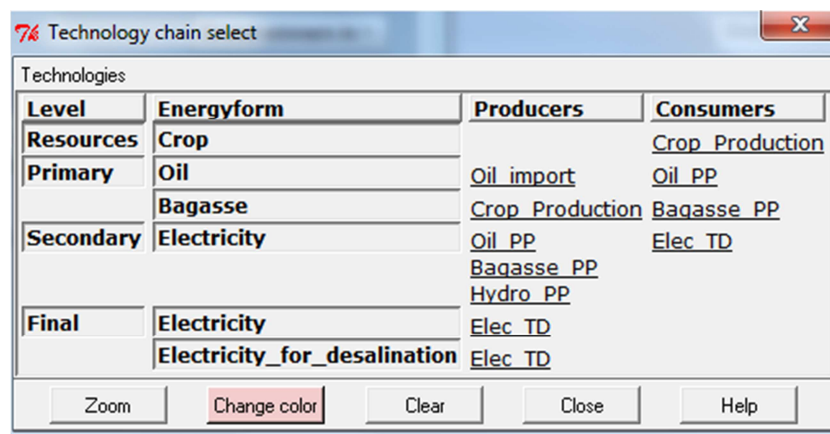 Technology chain select
Technologies
Level Energyform Producers Consumers
Resources Crop Crop_Production
Primary Oil Oil_import Oil_PP
Bagasse Crop_Production Bagasse_PP
Secondary Electricity Oil_PP Elec_TD
Bagasse_PP
Hydro_PP
Final Electricity Elec_TD
Electricity_for_desalination Elec_TD
Zoom Change color Clear Close Help